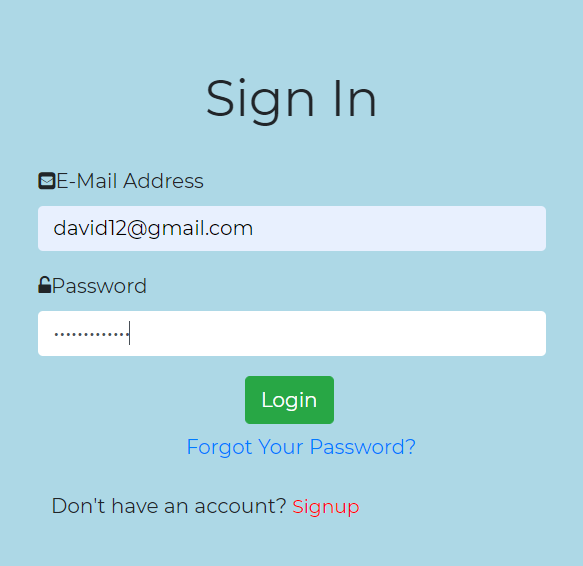 Sign In
E-Mail Address
david12@gmail.com
Password
•••••••••••••
Login
Forgot Your Password?
Don't have an account? Signup